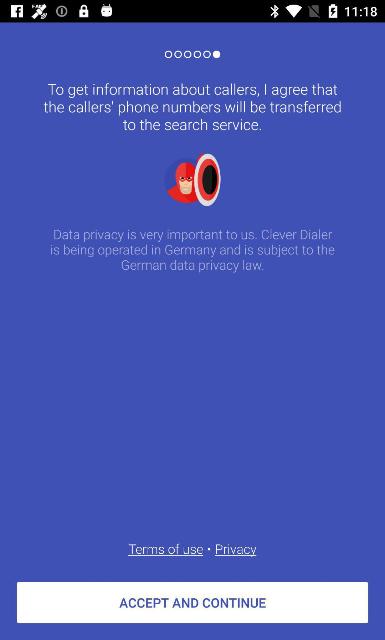 11:18
To get information about callers, I agree that
the callers' phone numbers will be transferred
to the search service.
Data privacy is very important to us. Clever Dialer
is being operated in Germany and is subject to the
German data privacy law.
Terms of use • Privacy
ACCEPT AND CONTINUE